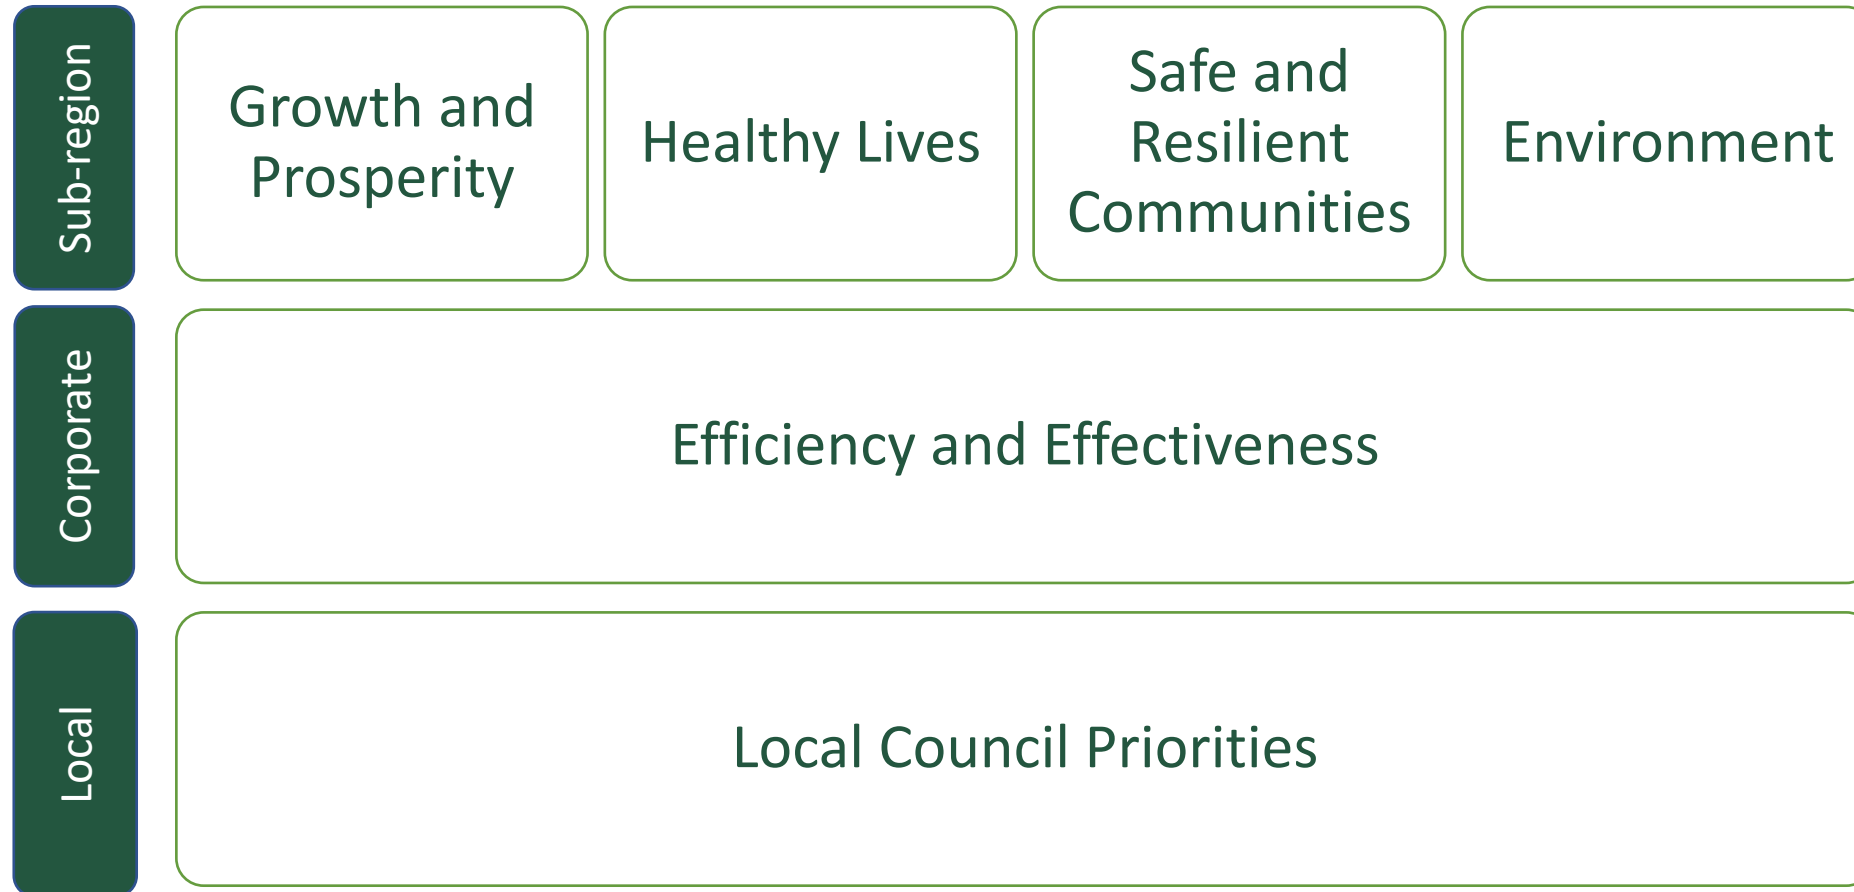 Sub-region
Growth and
Prosperity
Healthy Lives
Safe and
Resilient
Communities
Environment
Corporate
Efficiency and Effectiveness
Local
Local Council Priorities